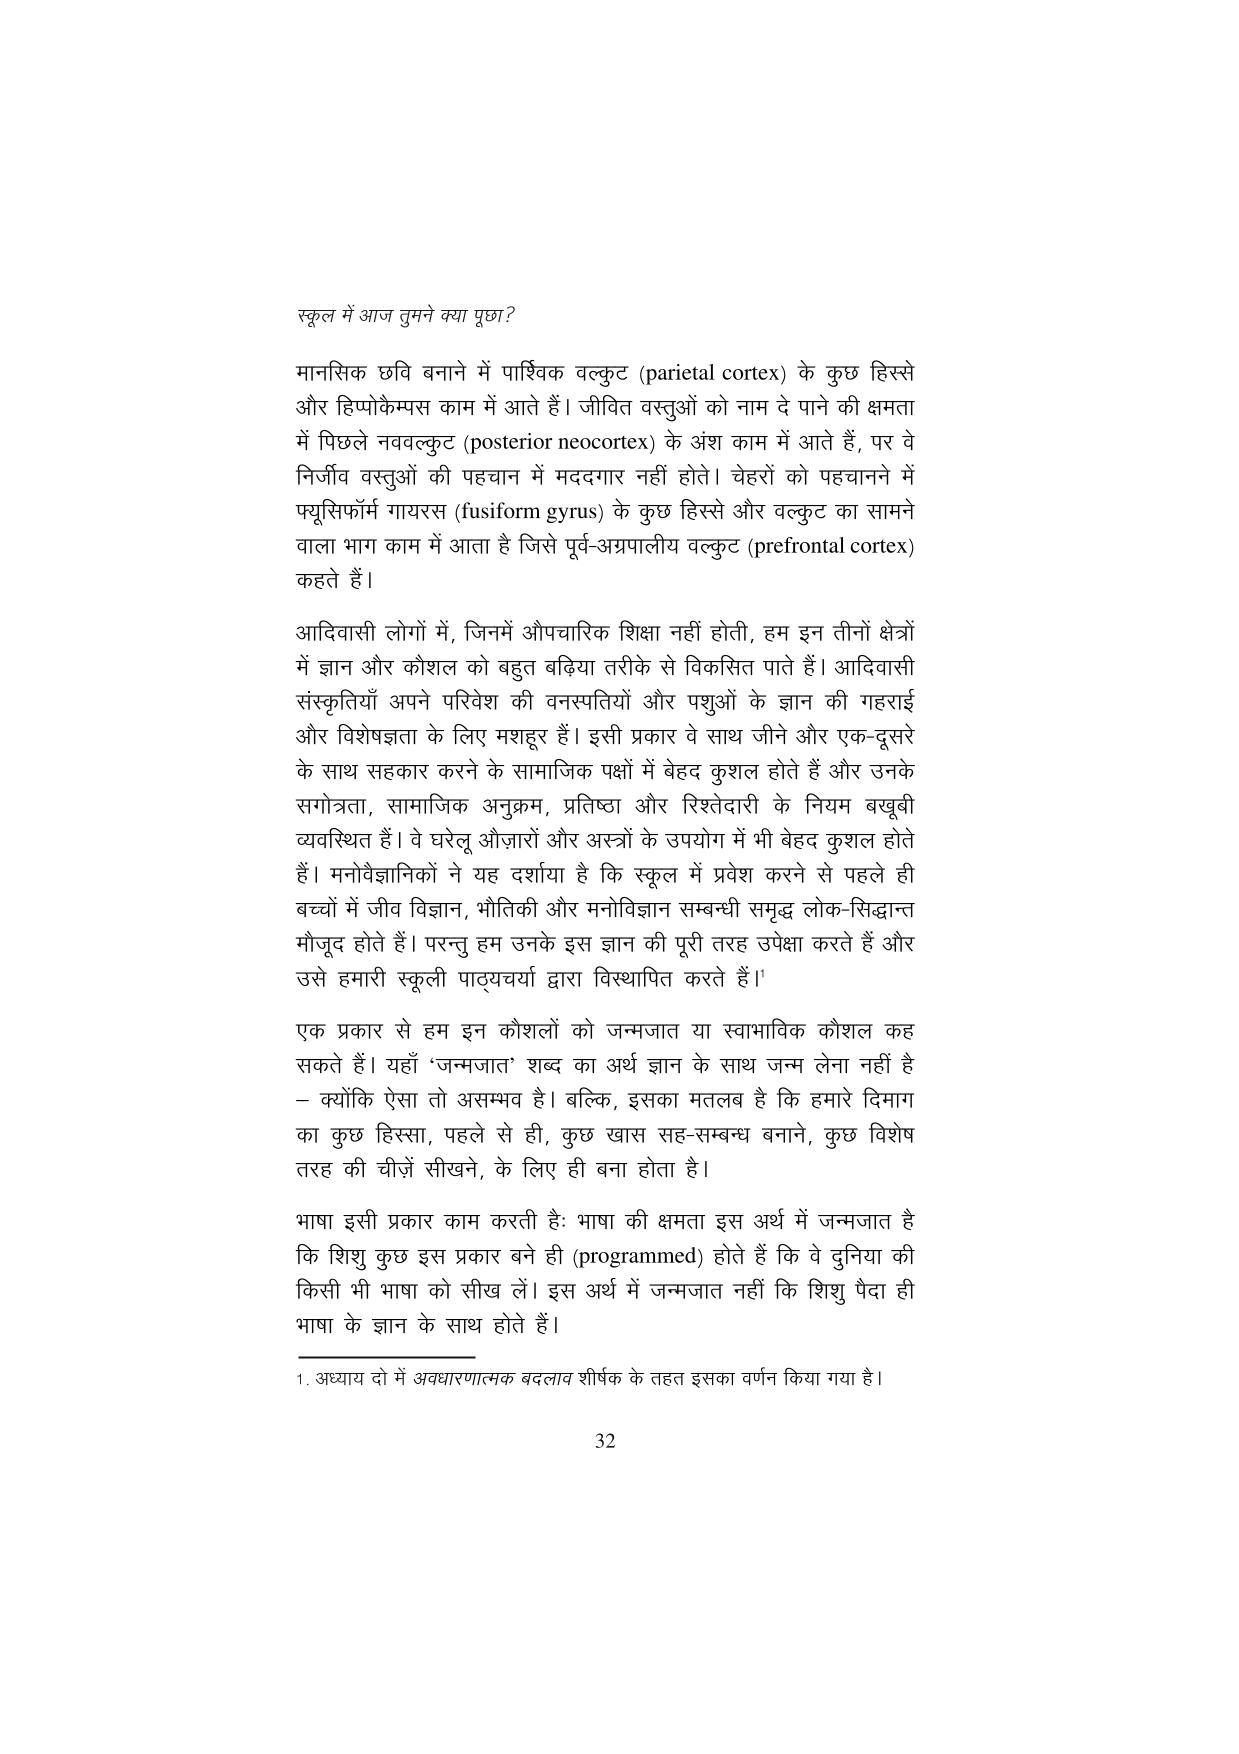 स्कूल में आज तुमने क्या पूछा?
मानसिक छवि बनाने में पार्श्विक वल्कुट (parietal cortex) के कुछ हिस्से
और हिप्पोकैम्पस काम में आते हैं। जीवित वस्तुओं को नाम दे पाने की क्षमता
में पिछले नववल्कुट (posterior neocortex) के अंश काम में आते हैं, पर वे
निर्जीव वस्तुओं की पहचान में मददगार नहीं होते। चेहरों को पहचानने में
फ्यूसिफॉर्म गायरस (fusiform gyrus) के कुछ हिस्से और वल्कुट का सामने
वाला भाग काम में आता है जिसे पूर्व-अग्रपालीय वल्कुट (prefrontal cortex)
कहते हैं।
आदिवासी लोगों में, जिनमें औपचारिक शिक्षा नहीं होती, हम इन तीनों क्षेत्रों
में ज्ञान और कौशल को बहुत बढ़िया तरीके से विकसित पाते हैं। आदिवासी
संस्कृतियाँ अपने परिवेश की वनस्पतियों और पशुओं के ज्ञान की गहराई
और विशेषज्ञता के लिए मशहूर हैं। इसी प्रकार वे साथ जीने और एक-दूसरे
के साथ सहकार करने के सामाजिक पक्षों में बेहद कुशल होते हैं और उनके
सगोत्रता, सामाजिक अनुक्रम, प्रतिष्ठा और रिश्तेदारी के नियम बखूबी
व्यवस्थित हैं। वे घरेलू औज़ारों और अस्त्रों के उपयोग में भी बेहद कुशल होते
हैं। मनोवैज्ञानिकों ने यह दर्शाया है कि स्कूल में प्रवेश करने से पहले ही
बच्चों में जीव विज्ञान, भौतिकी और मनोविज्ञान सम्बन्धी समृद्ध लोक-सिद्धान्त
मौजूद होते हैं। परन्तु हम उनके इस ज्ञान की पूरी तरह उपेक्षा करते हैं और
उसे हमारी स्कूली पाठ्यचर्या द्वारा विस्थापित करते हैं।¹
एक प्रकार से हम इन कौशलों को जन्मजात या स्वाभाविक कौशल कह
सकते हैं। यहाँ ‘जन्मजात’ शब्द का अर्थ ज्ञान के साथ जन्म लेना नहीं है
– क्योंकि ऐसा तो असम्भव है। बल्कि, इसका मतलब है कि हमारे दिमाग
का कुछ हिस्सा, पहले से ही, कुछ खास सह-सम्बन्ध बनाने, कुछ विशेष
तरह की चीज़ें सीखने, के लिए ही बना होता है।
भाषा इसी प्रकार काम करती है: भाषा की क्षमता इस अर्थ में जन्मजात है
कि शिशु कुछ इस प्रकार बने ही (programmed) होते हैं कि वे दुनिया की
किसी भी भाषा को सीख लें। इस अर्थ में जन्मजात नहीं कि शिशु पैदा ही
भाषा के ज्ञान के साथ होते हैं।
1. अध्याय दो में अवधारणात्मक बदलाव शीर्षक के तहत इसका वर्णन किया गया है।
32